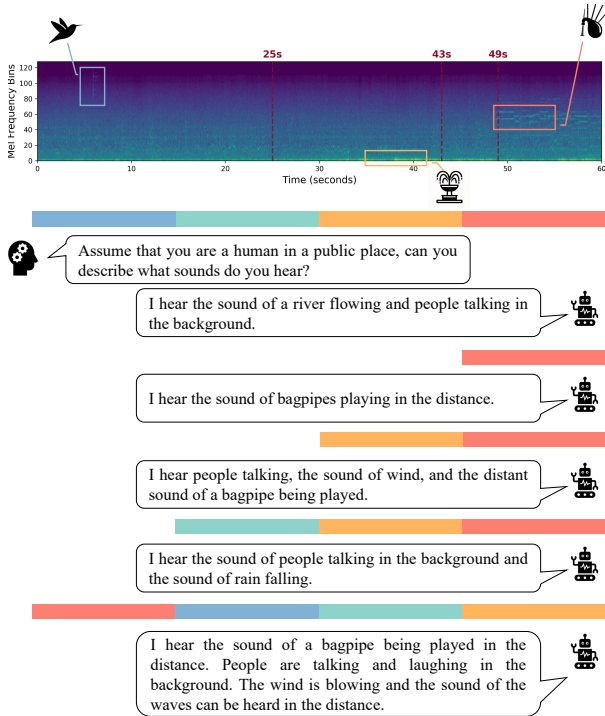 25s
43s
49s
Mel Frequency Bins
120
100
80
60
40
20
0
0
10
20
30
40
50
60
Time (seconds)
Assume that you are a human in a public place, can you
describe what sounds do you hear?
I hear the sound of a river flowing and people talking in
the background.
I hear the sound of bagpipes playing in the distance.
I hear people talking, the sound of wind, and the distant
sound of a bagpipe being played.
I hear the sound of people talking in the background and
the sound of rain falling.
I hear the sound of a bagpipe being played in the
distance. People are talking and laughing in the
background. The wind is blowing and the sound of the
waves can be heard in the distance.